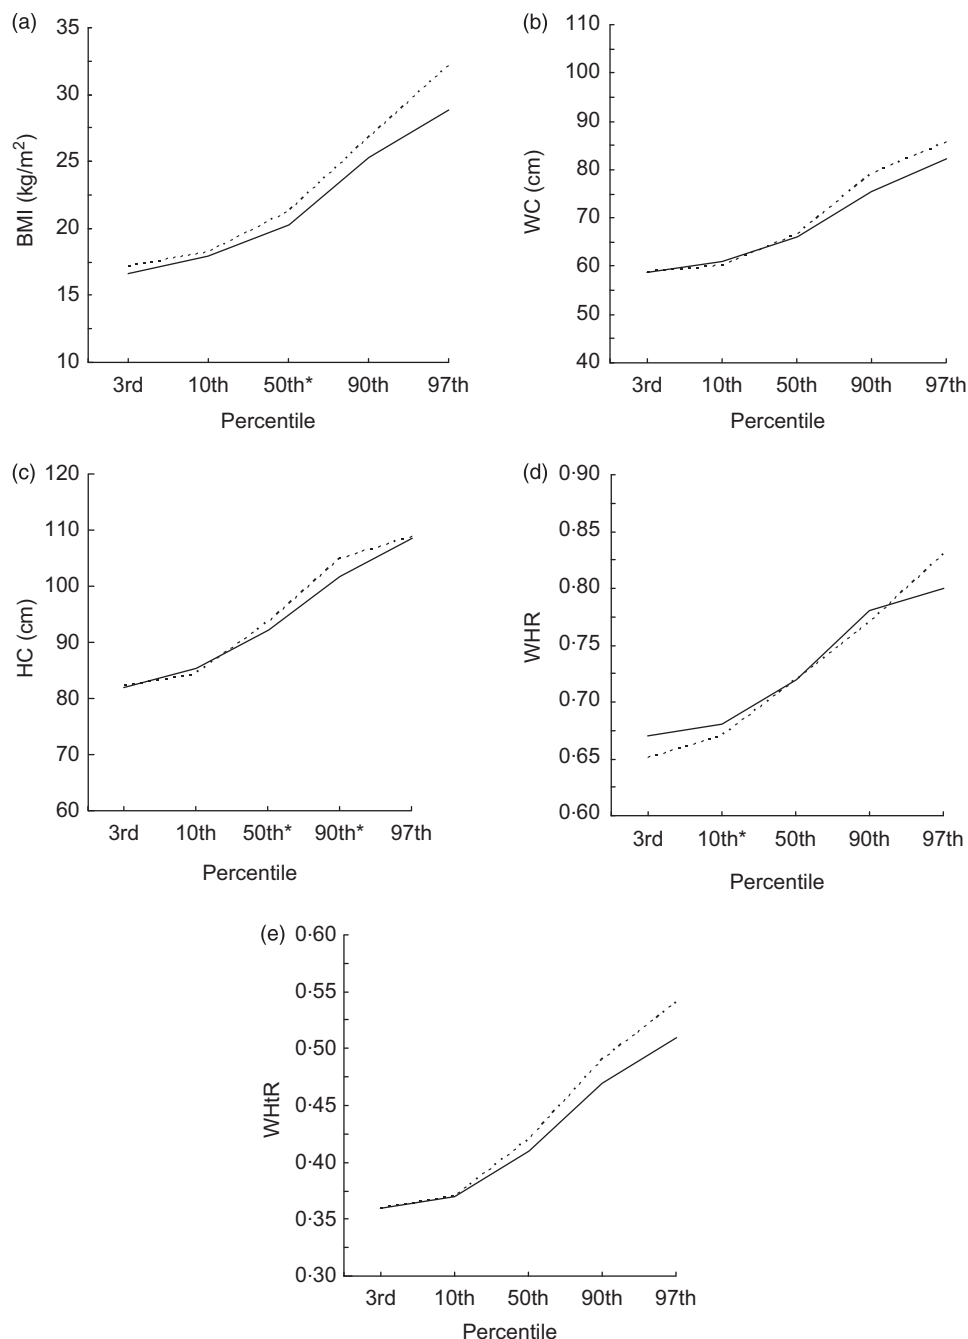 (a)
35
30
25
20
15
10
BMI (kg/m²)
3rd 10th 50th* 90th 97th
Percentile
(b)
110
100
90
80
70
60
50
40
WC (cm)
3rd 10th 50th 90th 97th
Percentile
(c)
120
110
100
90
80
70
60
HC (cm)
3rd 10th 50th* 90th* 97th
Percentile
(d)
0·90
0·85
0·80
0·75
0·70
0·65
0·60
WHR
3rd 10th* 50th 90th 97th
Percentile
(e)
0·60
0·55
0·50
0·45
0·40
0·35
0·30
WHtR
3rd 10th 50th 90th 97th
Percentile